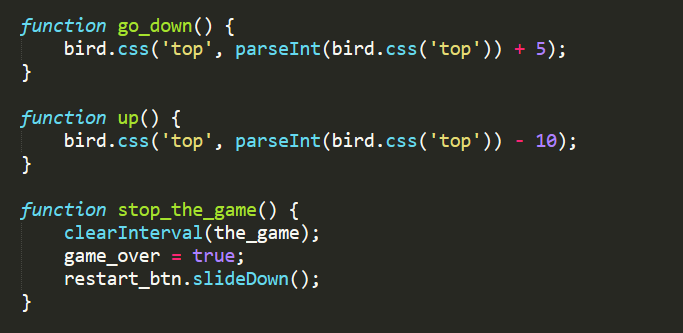 function go_down() {
    bird.css('top', parseInt(bird.css('top')) + 5);
}

function up() {
    bird.css('top', parseInt(bird.css('top')) - 10);
}

function stop_the_game() {
    clearInterval(the_game);
    game_over = true;
    restart_btn.slideDown();
}